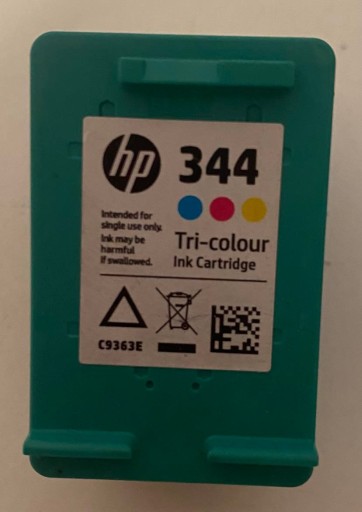 hp 344
Intended for
single use only.
Ink may be
harmful
if swallowed.
Tri-colour
Ink Cartridge
C9363E